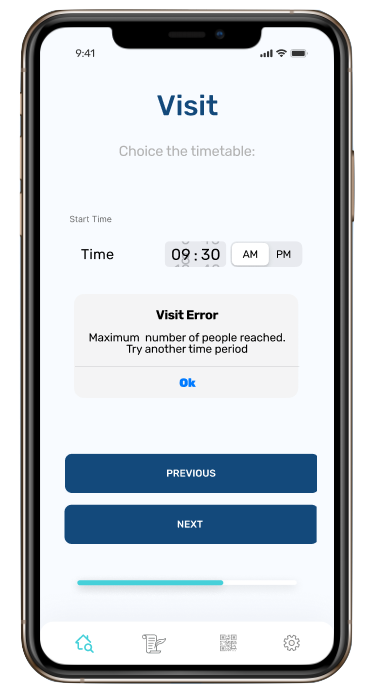 9:41
Visit
Choice the timetable:
Start Time
Time 09 : 30 AM PM
Visit Error
Maximum number of people reached.
Try another time period
Ok
PREVIOUS
NEXT